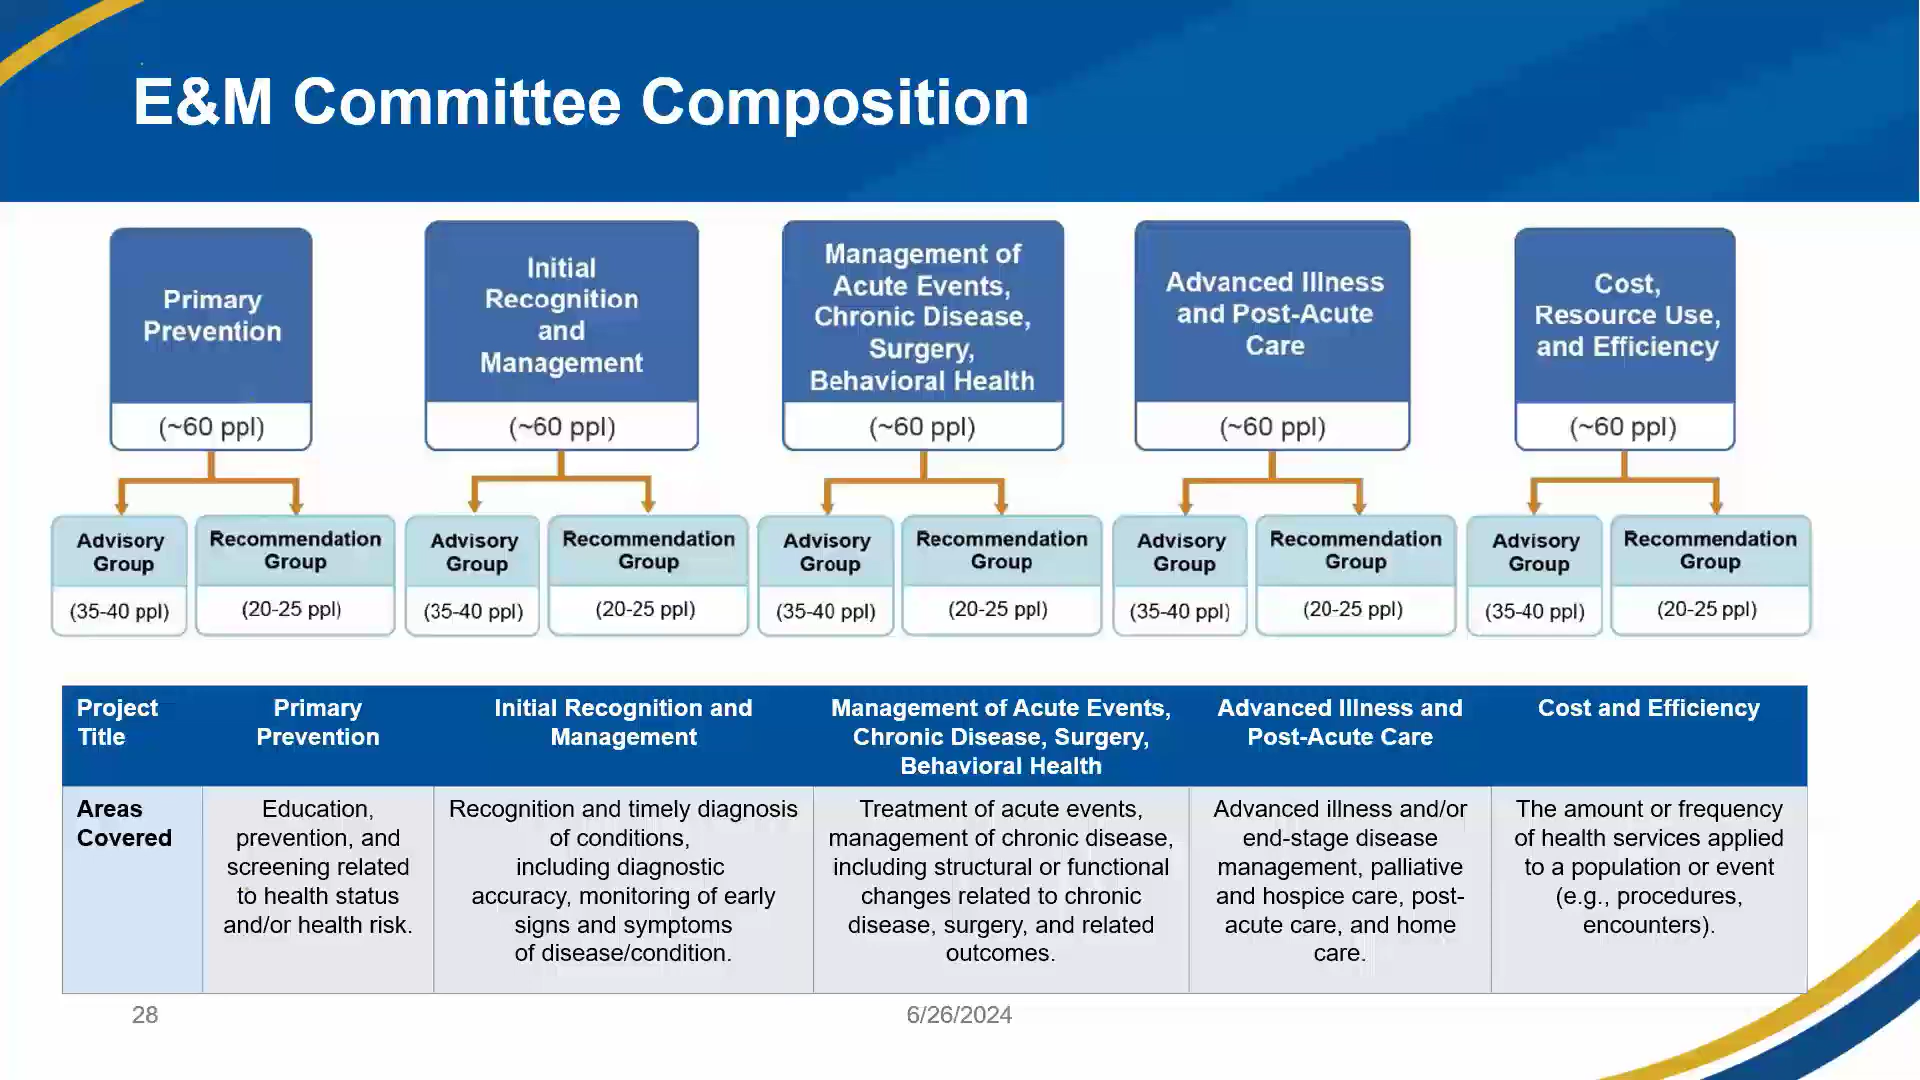 E&M Committee Composition
Primary
Prevention
(~60 ppl)
Initial
Recognition
and
Management
(~60 ppl)
Management of
Acute Events,
Chronic Disease,
Surgery,
Behavioral Health
(~60 ppl)
Advanced Illness
and Post-Acute
Care
(~60 ppl)
Cost,
Resource Use,
and Efficiency
(~60 ppl)
Advisory
Group
(35-40 ppl)
Recommendation
Group
(20-25 ppl)
Advisory
Group
(35-40 ppl)
Recommendation
Group
(20-25 ppl)
Advisory
Group
(35-40 ppl)
Recommendation
Group
(20-25 ppl)
Advisory
Group
(35-40 ppl)
Recommendation
Group
(20-25 ppl)
Advisory
Group
(35-40 ppl)
Recommendation
Group
(20-25 ppl)
Project
Title
Primary
Prevention
Initial Recognition and
Management
Management of Acute Events,
Chronic Disease, Surgery,
Behavioral Health
Advanced Illness and
Post-Acute Care
Cost and Efficiency
Areas
Covered
Education,
prevention, and
screening related
to health status
and/or health risk.
Recognition and timely diagnosis
of conditions,
including diagnostic
accuracy, monitoring of early
signs and symptoms
of disease/condition.
Treatment of acute events,
management of chronic disease,
including structural or functional
changes related to chronic
disease, surgery, and related
outcomes.
Advanced illness and/or
end-stage disease
management, palliative
and hospice care, post-
acute care, and home
care.
The amount or frequency
of health services applied
to a population or event
(e.g., procedures,
encounters).
28
6/26/2024